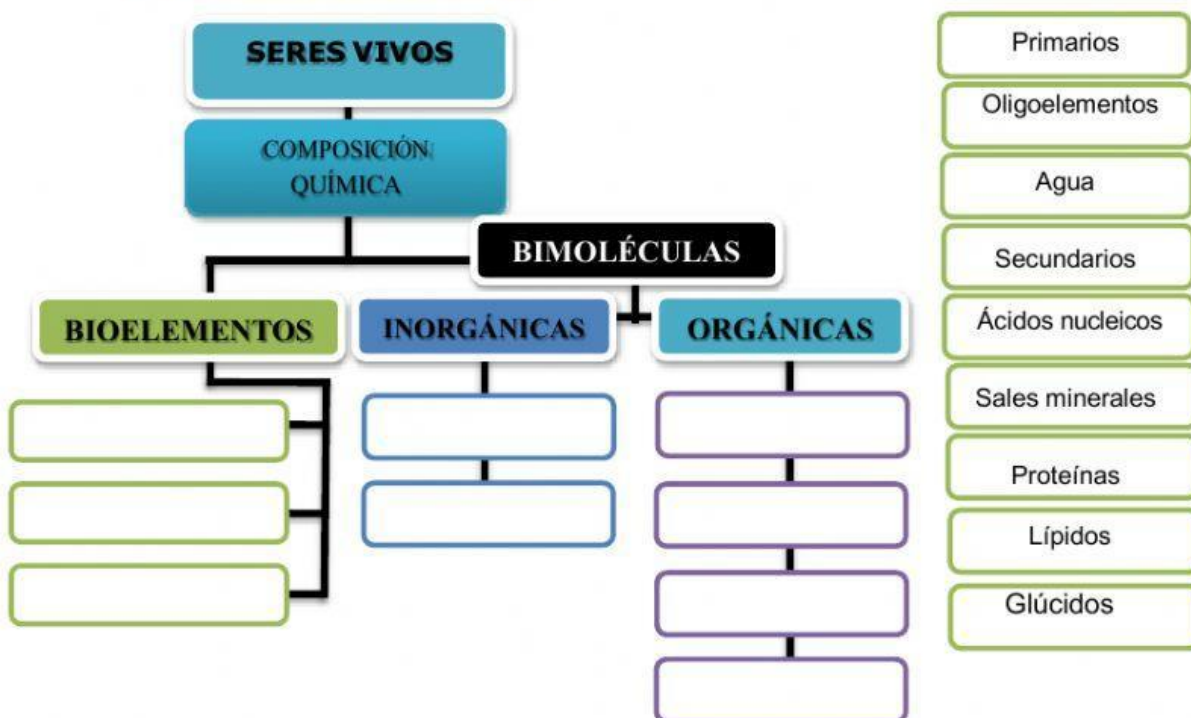 SERES VIVOS
COMPOSICIÓN
QUÍMICA
BIMOLÉCULAS
BIOELEMENTOS
INORGÁNICAS
ORGÁNICAS
Primarios
Oligoelementos
Agua
Secundarios
Ácidos nucleicos
Sales minerales
Proteínas
Lípidos
Glúcidos